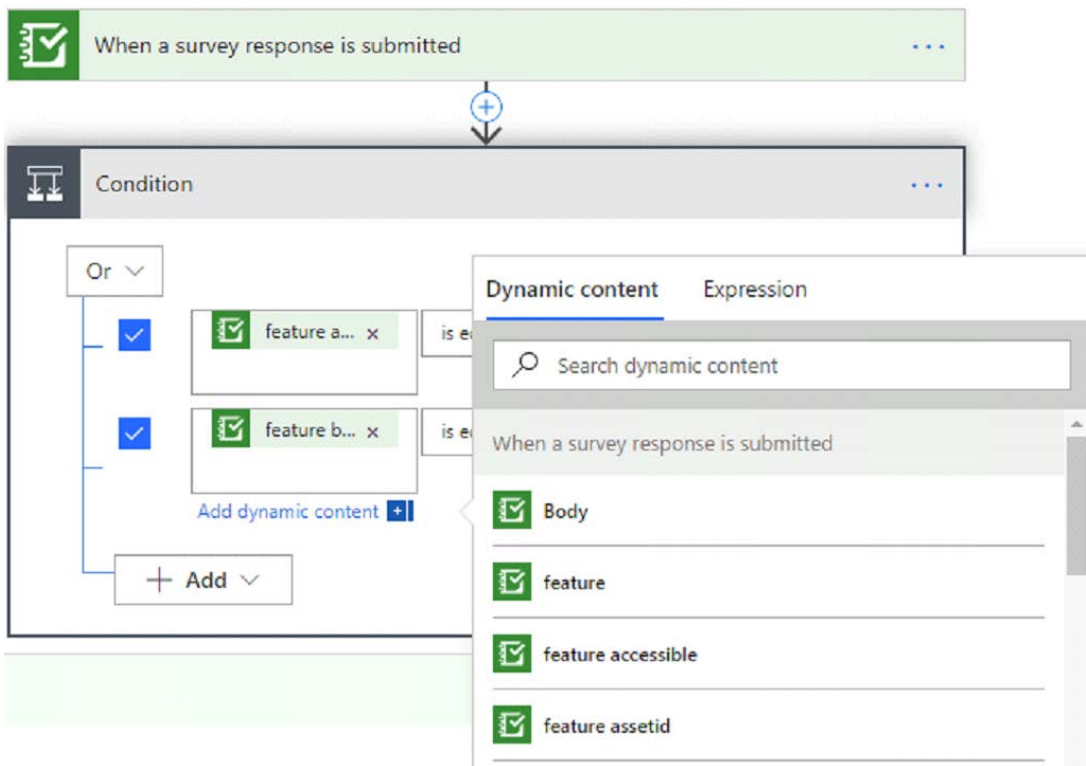 When a survey response is submitted
Condition
Or
feature a... x
is e
feature b... x
is e
Add dynamic content
Add
Dynamic content
Expression
Search dynamic content
When a survey response is submitted
Body
feature
feature accessible
feature assetid